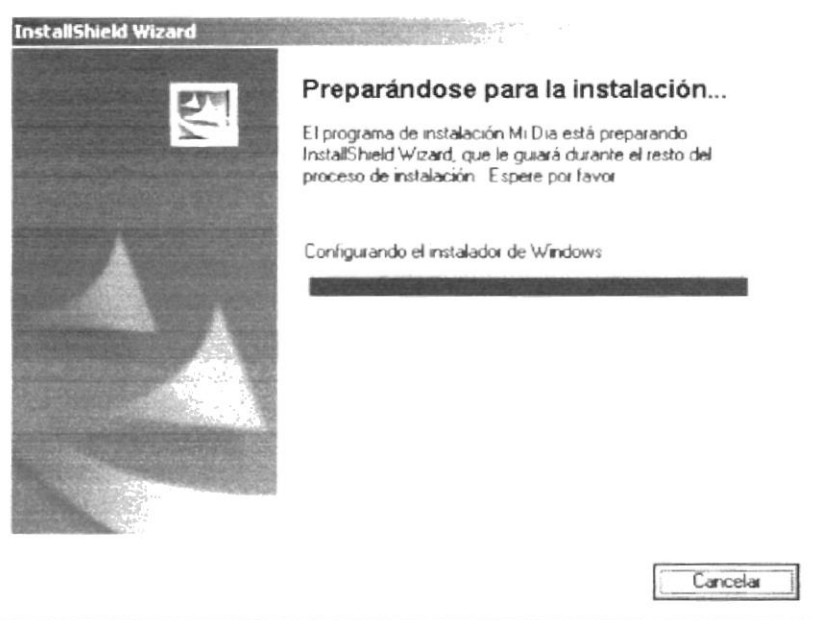 InstallShield Wizard
Preparándose para la instalación...
El programa de instalación Mi Dia está preparando
InstallShield Wizard, que le guiará durante el resto del
proceso de instalación Espere por favor
Configurando el instalador de Windows
Cancelar